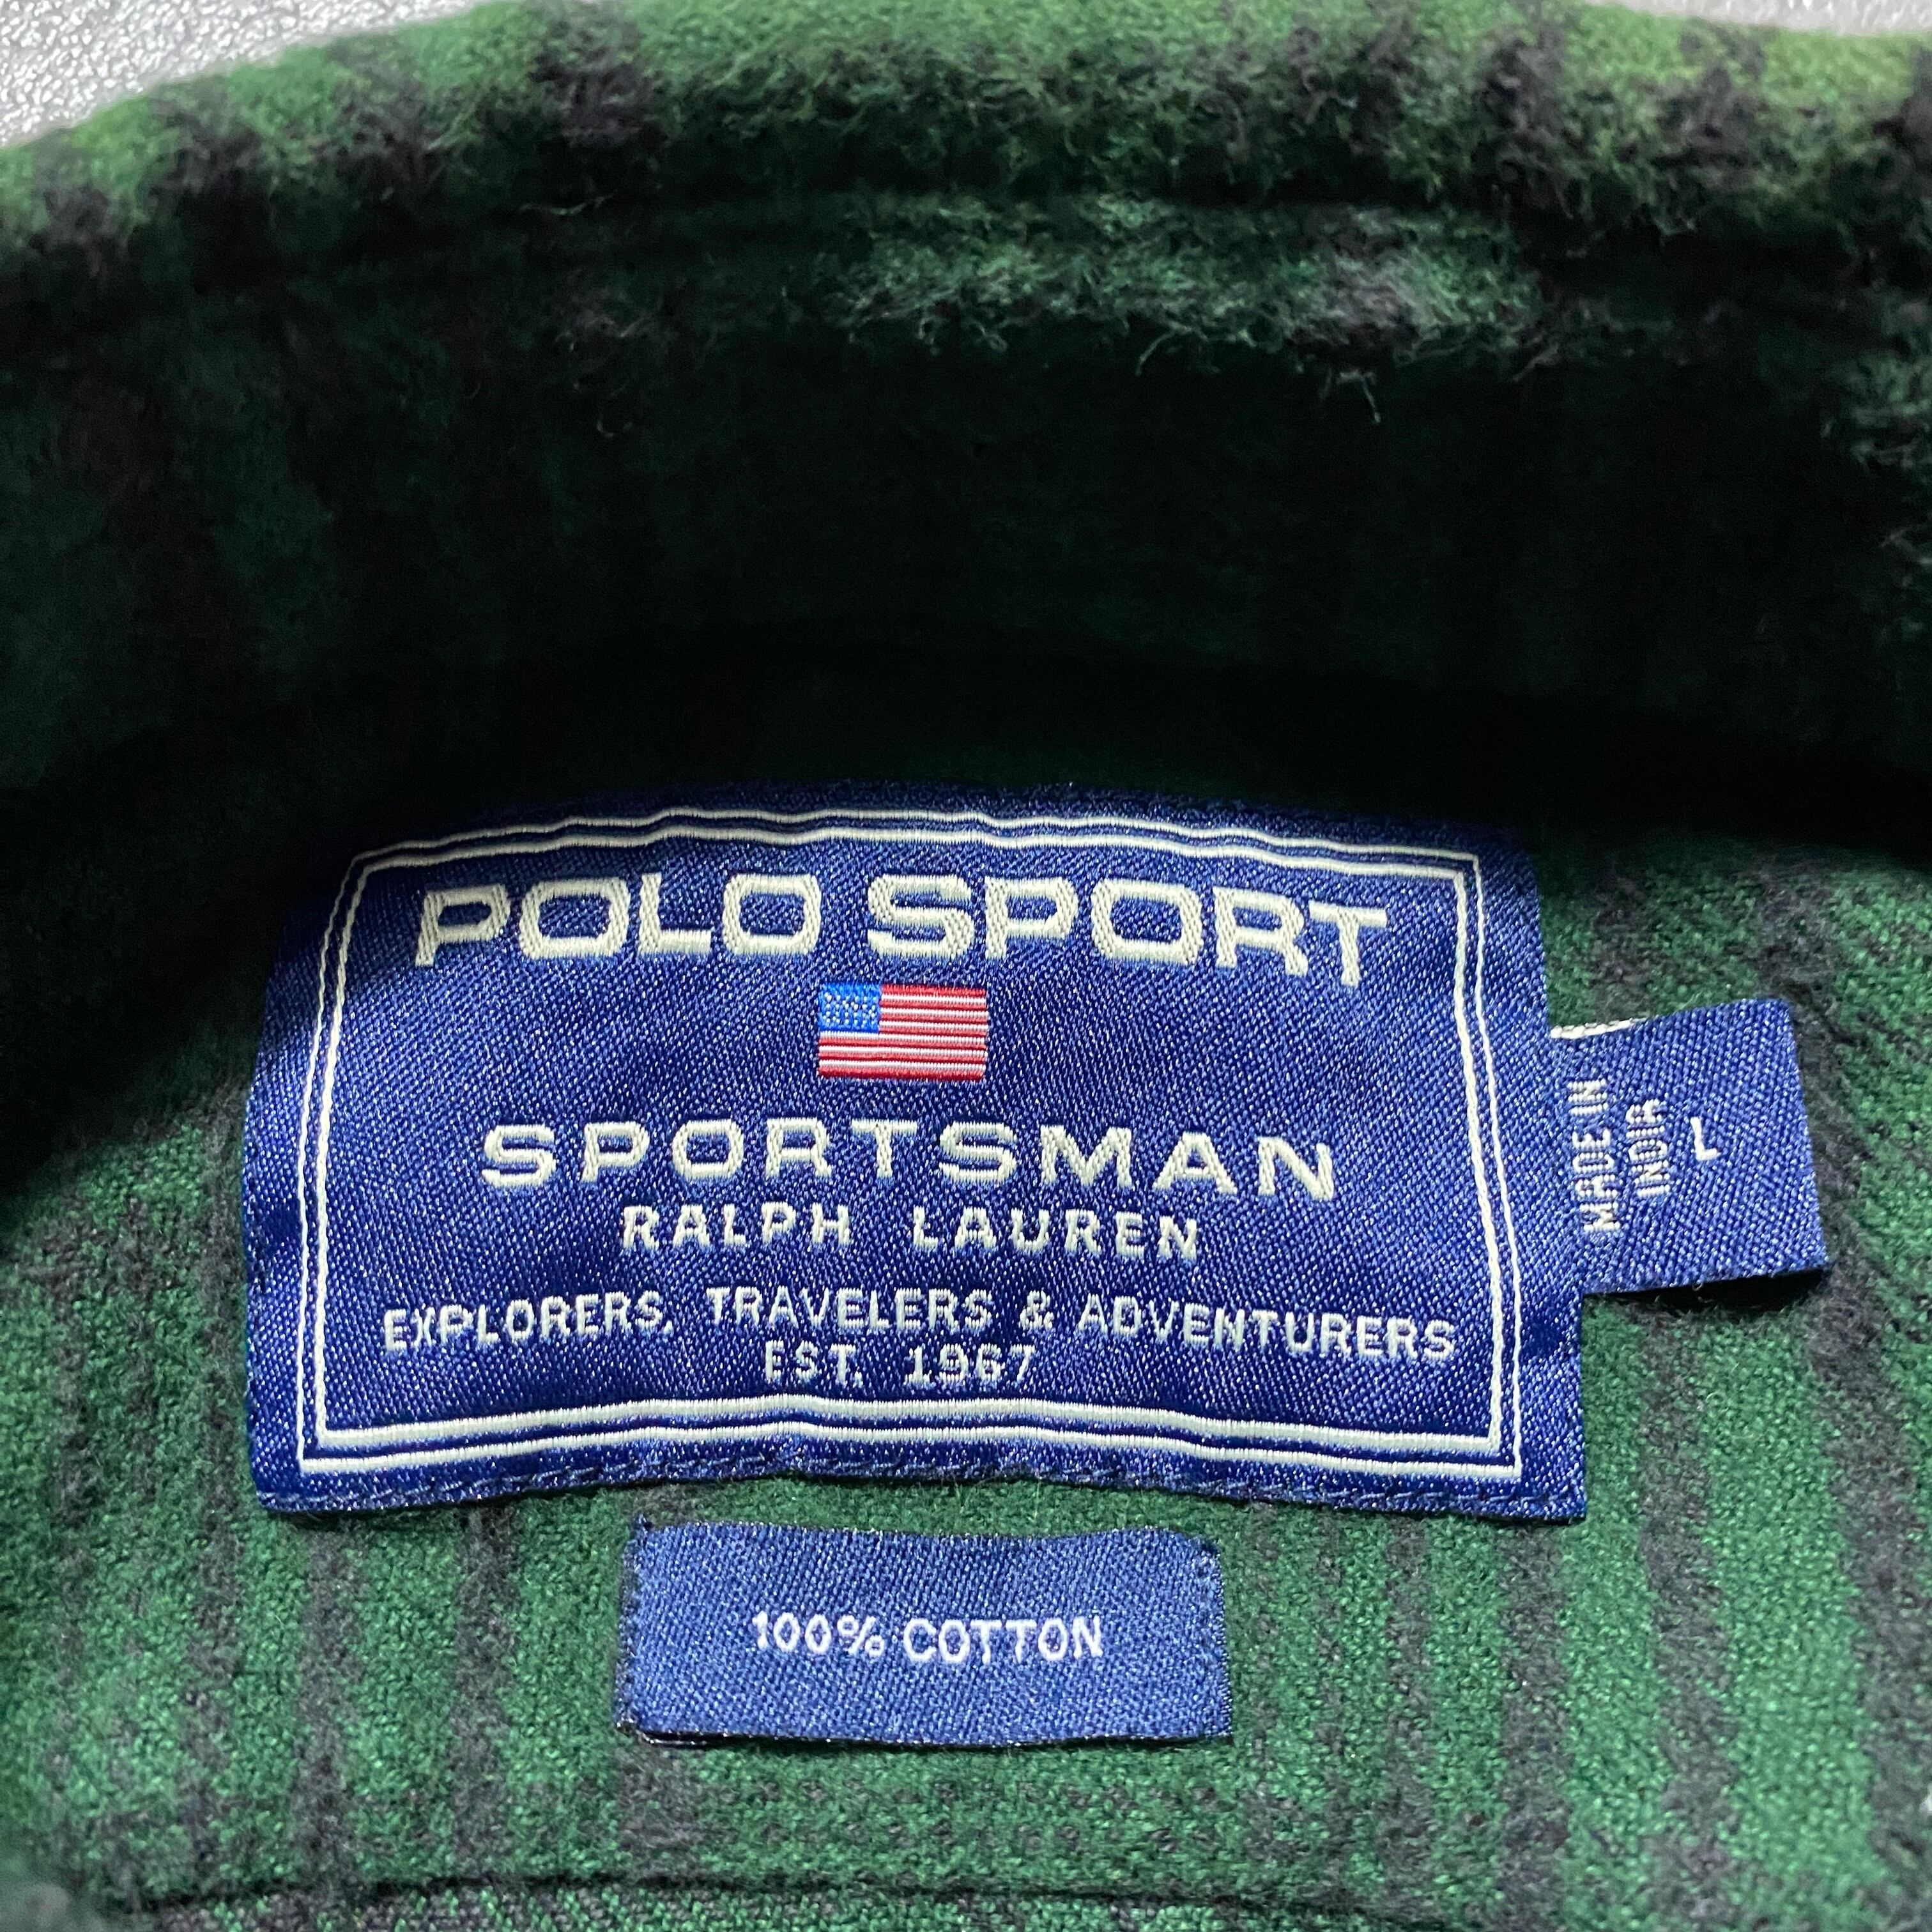 POLO SPORT
SPORTSMAN
RALPH LAUREN
EXPLORERS, TRAVELERS & ADVENTURERS
EST. 1967
MADE IN
INDIA
L
100% COTTON